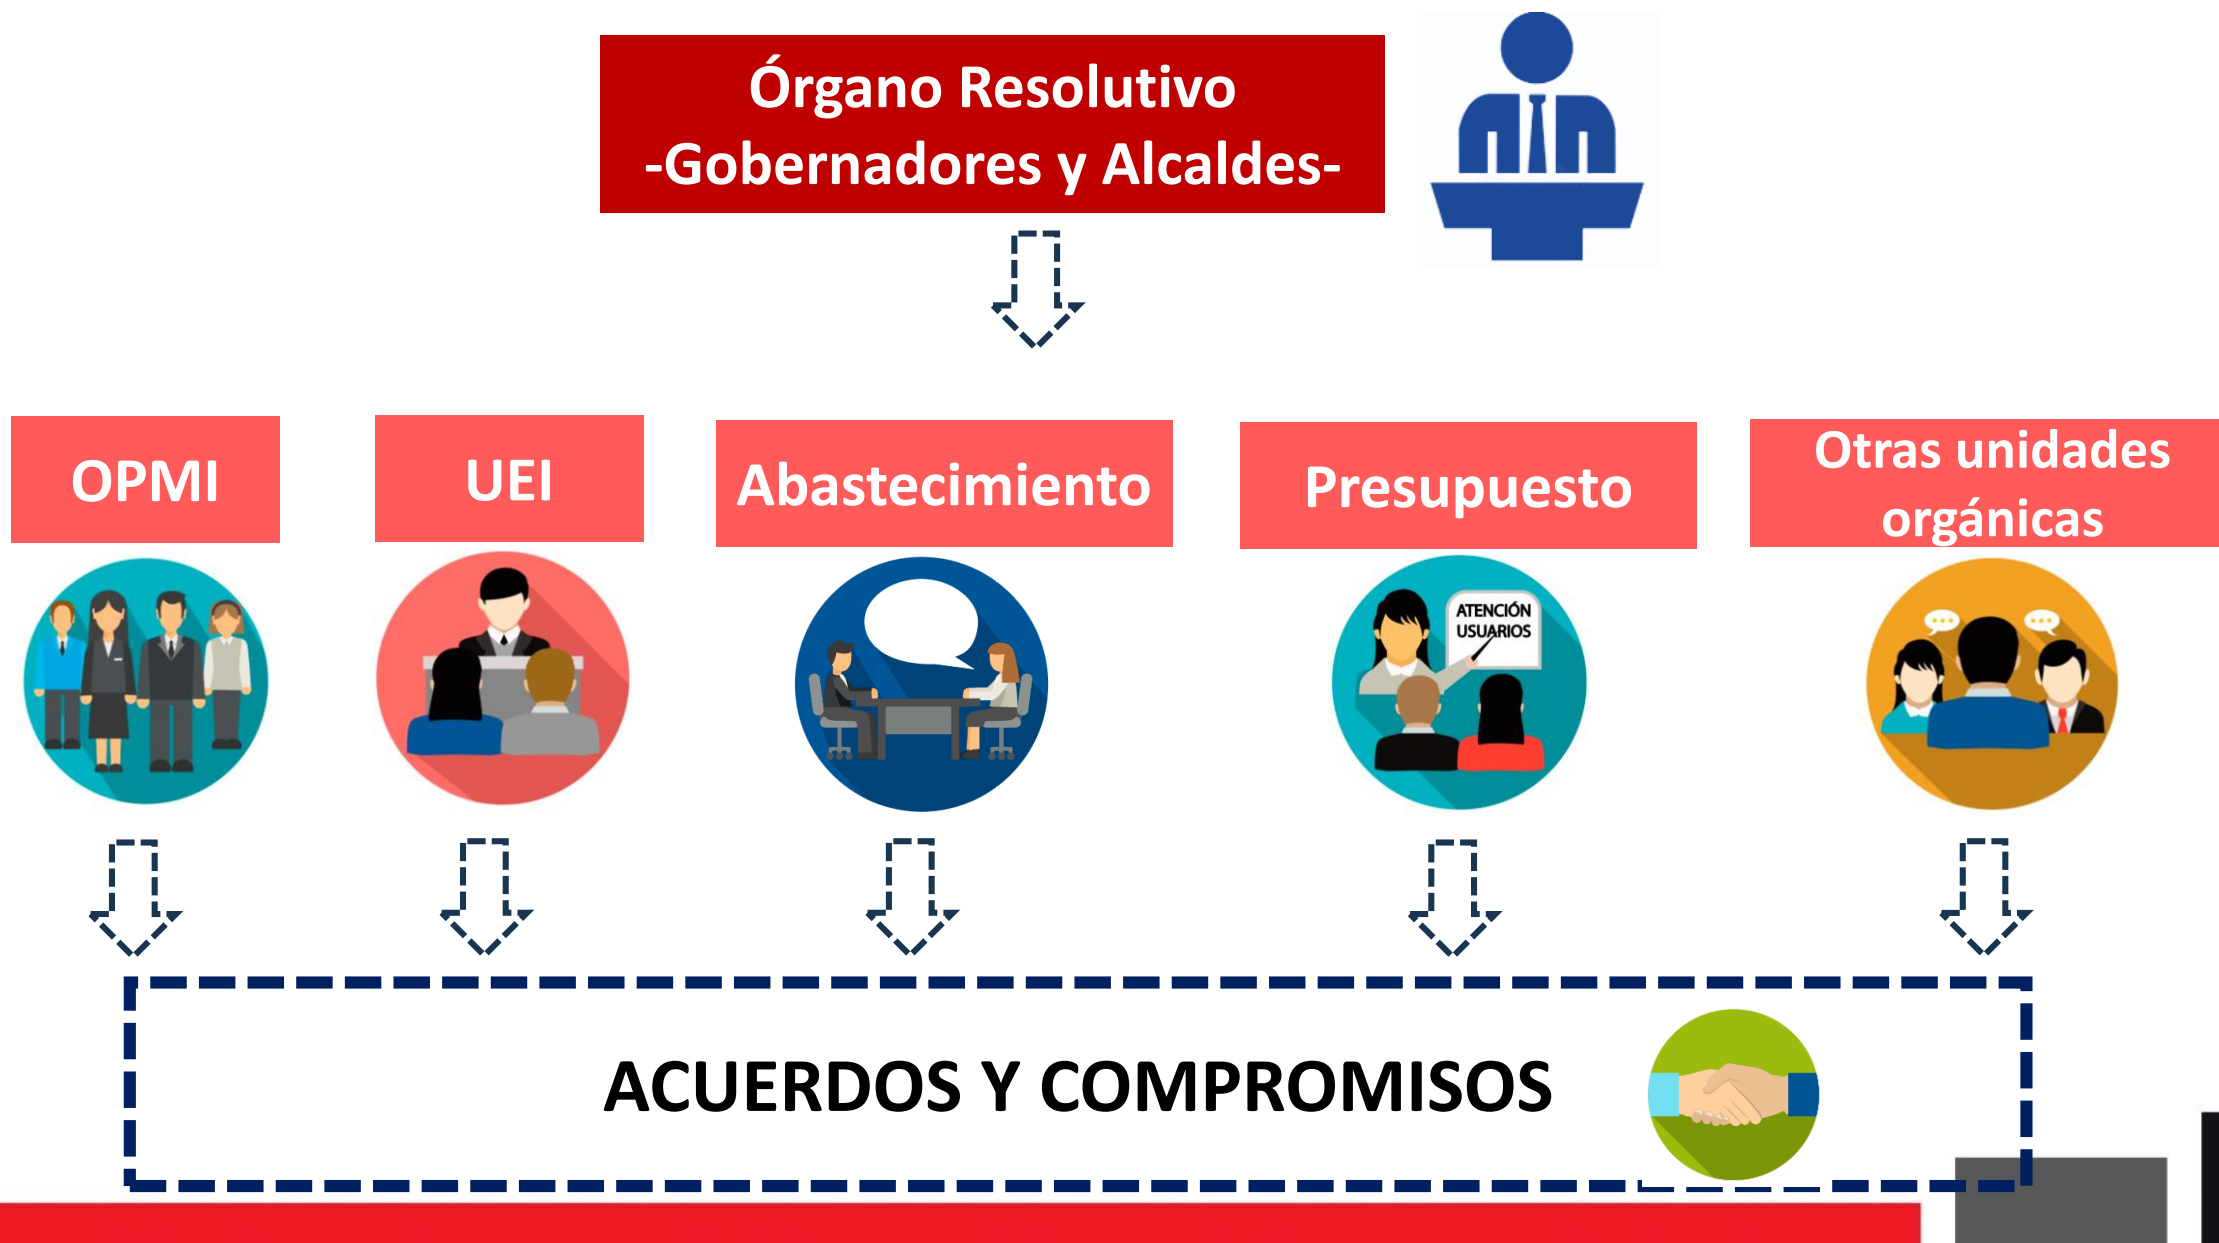 Órgano Resolutivo
-Gobernadores y Alcaldes-
OPMI
UEI
Abastecimiento
Presupuesto
Otras unidades
orgánicas
ATENCIÓN
USUARIOS
ACUERDOS Y COMPROMISOS